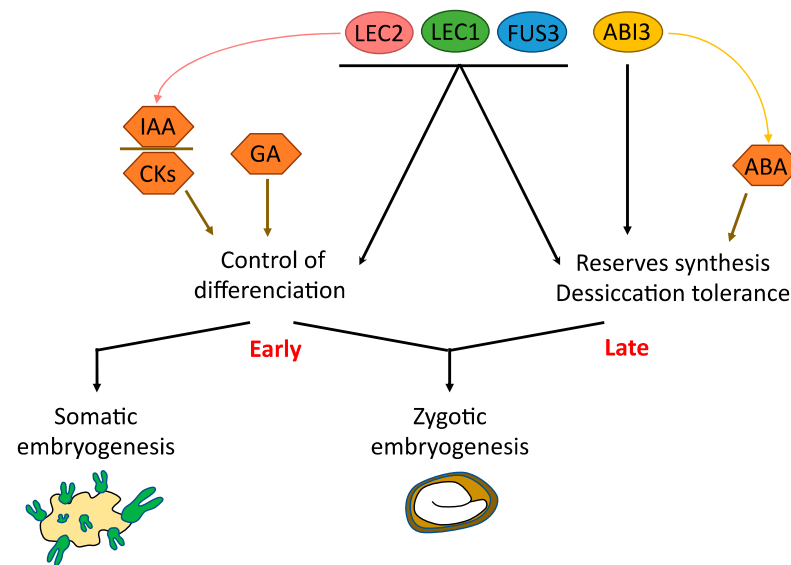 LEC2
LEC1
FUS3
ABI3
IAA
CKs
GA
ABA
Control of
differenciation
Reserves synthesis
Dessiccation tolerance
Early
Late
Somatic
embryogenesis
Zygotic
embryogenesis